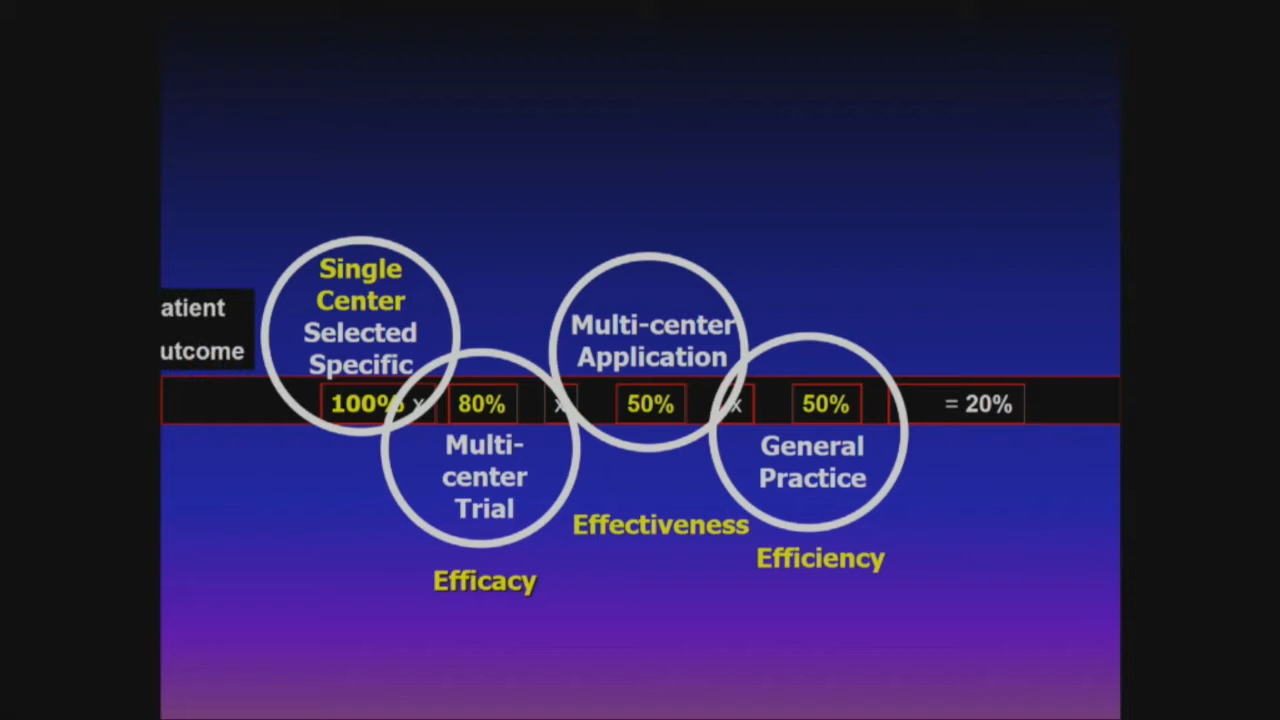 Single
Center
Selected
Specific
atient
utcome
Multi-center
Application
100% x 80% x 50% x 50% = 20%
Multi-
center
Trial
General
Practice
Effectiveness
Efficiency
Efficacy